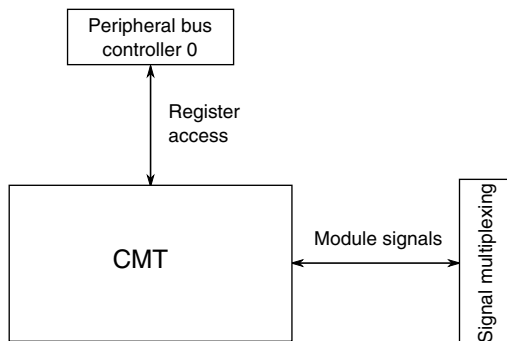 Peripheral bus
controller 0
Register
access
CMT
Module signals
Signal multiplexing